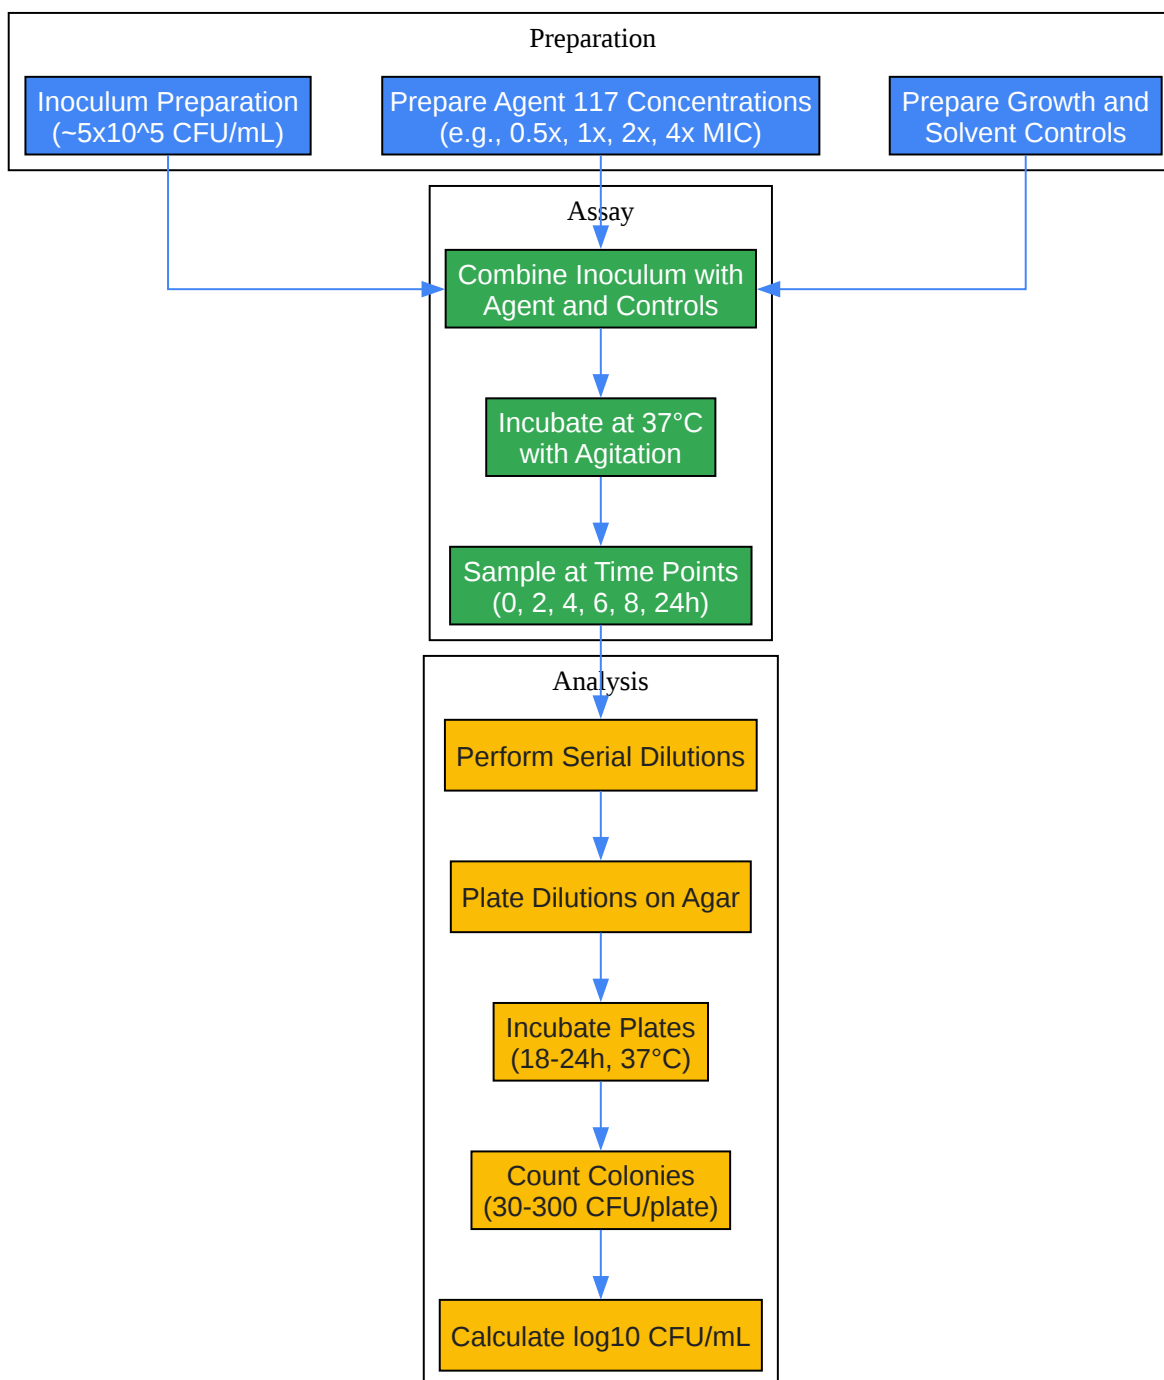 Preparation
Inoculum Preparation
(~5x10^5 CFU/mL)
Prepare Agent 117 Concentrations
(e.g., 0.5x, 1x, 2x, 4x MIC)
Prepare Growth and
Solvent Controls
Assay
Combine Inoculum with
Agent and Controls
Incubate at 37°C
with Agitation
Sample at Time Points
(0, 2, 4, 6, 8, 24h)
Analysis
Perform Serial Dilutions
Plate Dilutions on Agar
Incubate Plates
(18-24h, 37°C)
Count Colonies
(30-300 CFU/plate)
Calculate log10 CFU/mL